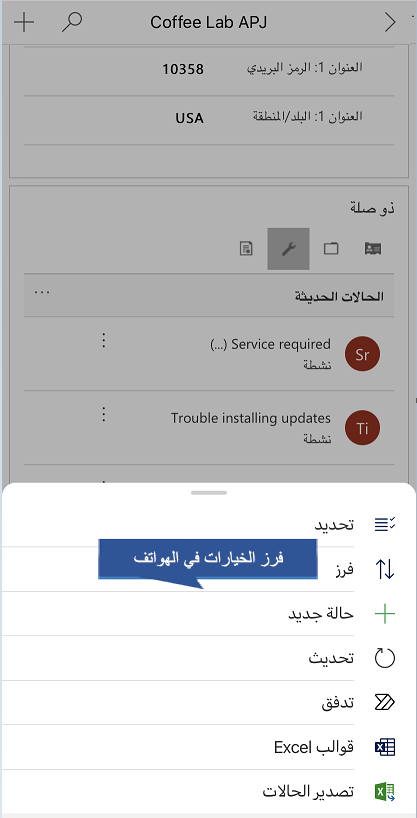 Coffee Lab APJ
العنوان 1: الرمز البريدي 10358
العنوان 1: البلد/المنطقة USA
ذو صلة
الحالات الحديثة
Sr
Service required (...)
نشطة
Ti
Trouble installing updates
نشطة
تحديد
فرز الخيارات في الهواتف
فرز
حالة جديد
تحديث
تدفق
قوالب Excel
تصدير الحالات